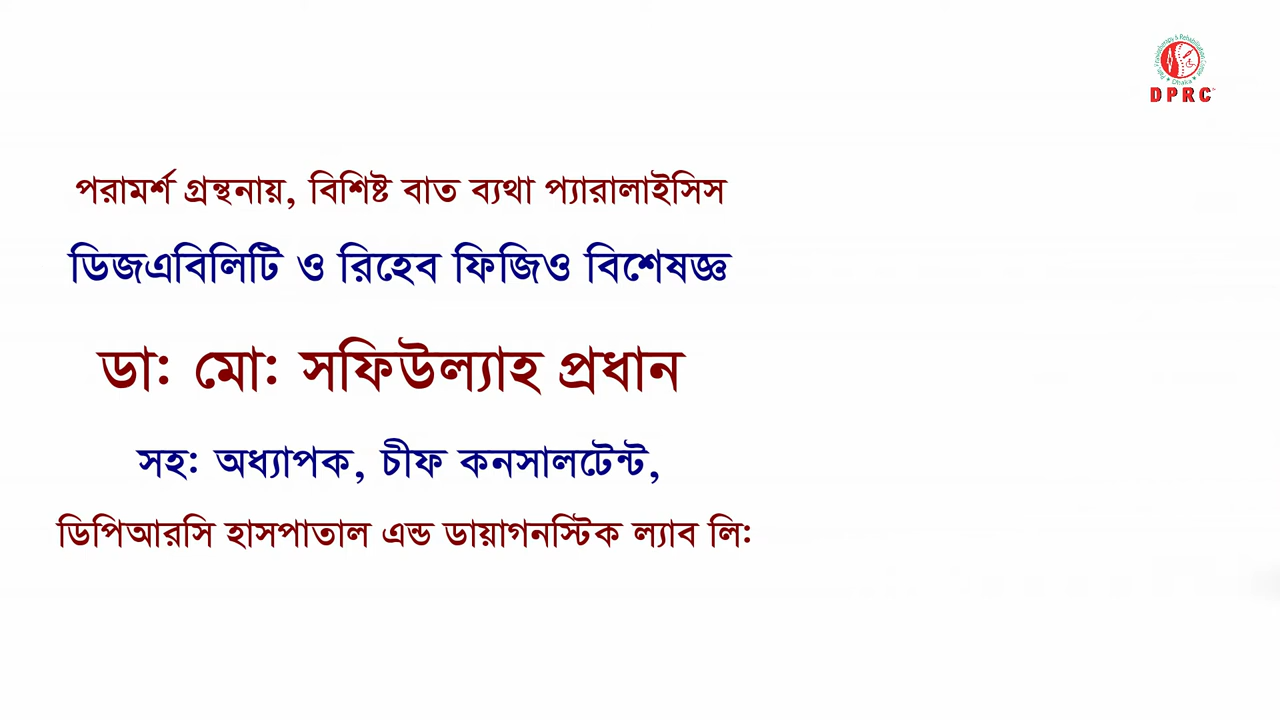 পরামর্শ গ্রন্থনায়, বিশিষ্ট বাত ব্যথা প্যারালাইসিস
ডিজএবিলিটি ও রিহেব ফিজিও বিশেষজ্ঞ
ডা: মো: সফিউল্যাহ প্রধান
সহ: অধ্যাপক, চীফ কনসালটেন্ট,
ডিপিআরসি হাসপাতাল এন্ড ডায়াগনস্টিক ল্যাব লি:
Dhaka
DPRC